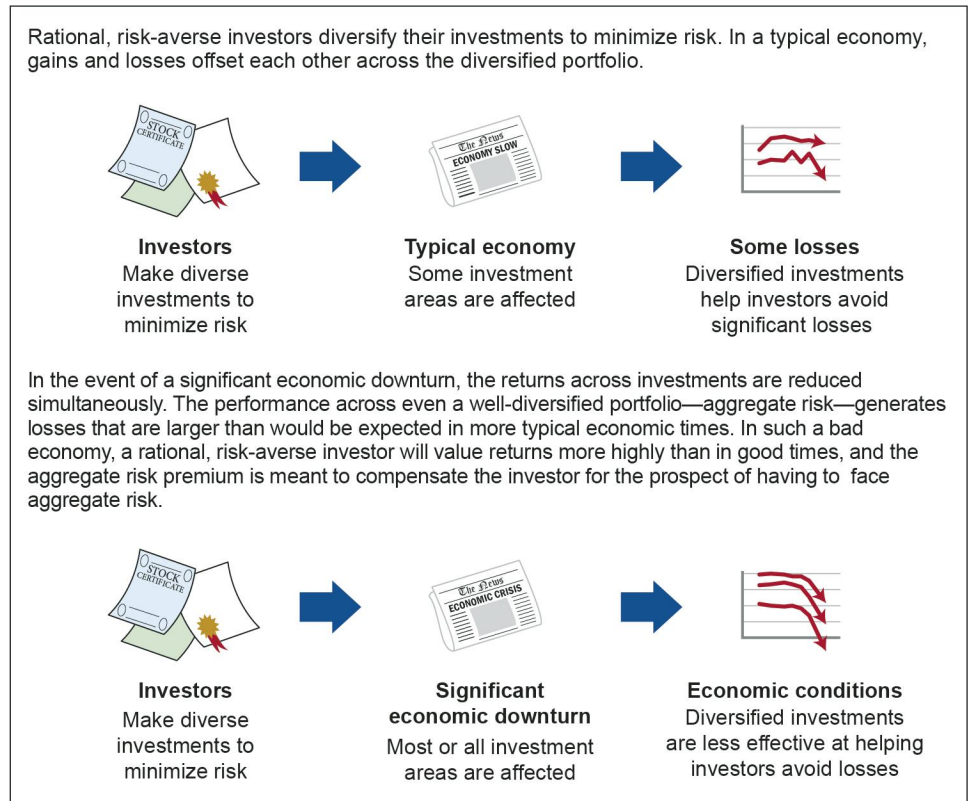 Rational, risk-averse investors diversify their investments to minimize risk. In a typical economy,
gains and losses offset each other across the diversified portfolio.
STOCK
CERTIFICATE
The News
ECONOMY SLOW
Investors
Make diverse
investments to
minimize risk
Typical economy
Some investment
areas are affected
Some losses
Diversified investments
help investors avoid
significant losses
In the event of a significant economic downturn, the returns across investments are reduced
simultaneously. The performance across even a well-diversified portfolio—aggregate risk—generates
losses that are larger than would be expected in more typical economic times. In such a bad
economy, a rational, risk-averse investor will value returns more highly than in good times, and the
aggregate risk premium is meant to compensate the investor for the prospect of having to face
aggregate risk.
STOCK
CERTIFICATE
The News
ECONOMIC CRISIS
Investors
Make diverse
investments to
minimize risk
Significant
economic downturn
Most or all investment
areas are affected
Economic conditions
Diversified investments
are less effective at helping
investors avoid losses